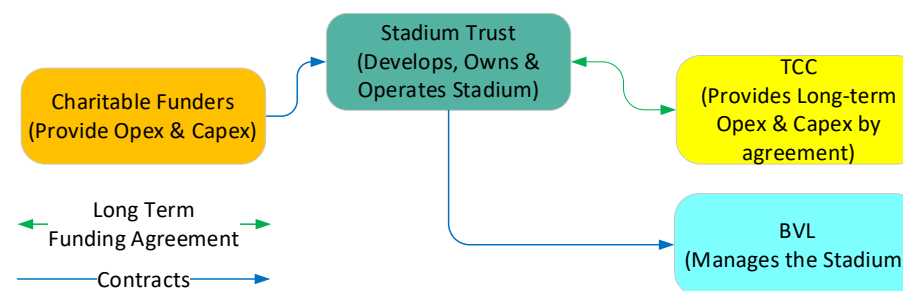 Stadium Trust
(Develops, Owns &
Operates Stadium)
Charitable Funders
(Provide Opex & Capex)
TCC
(Provides Long-term
Opex & Capex by
agreement)
Long Term
Funding Agreement
Contracts
BVL
(Manages the Stadium